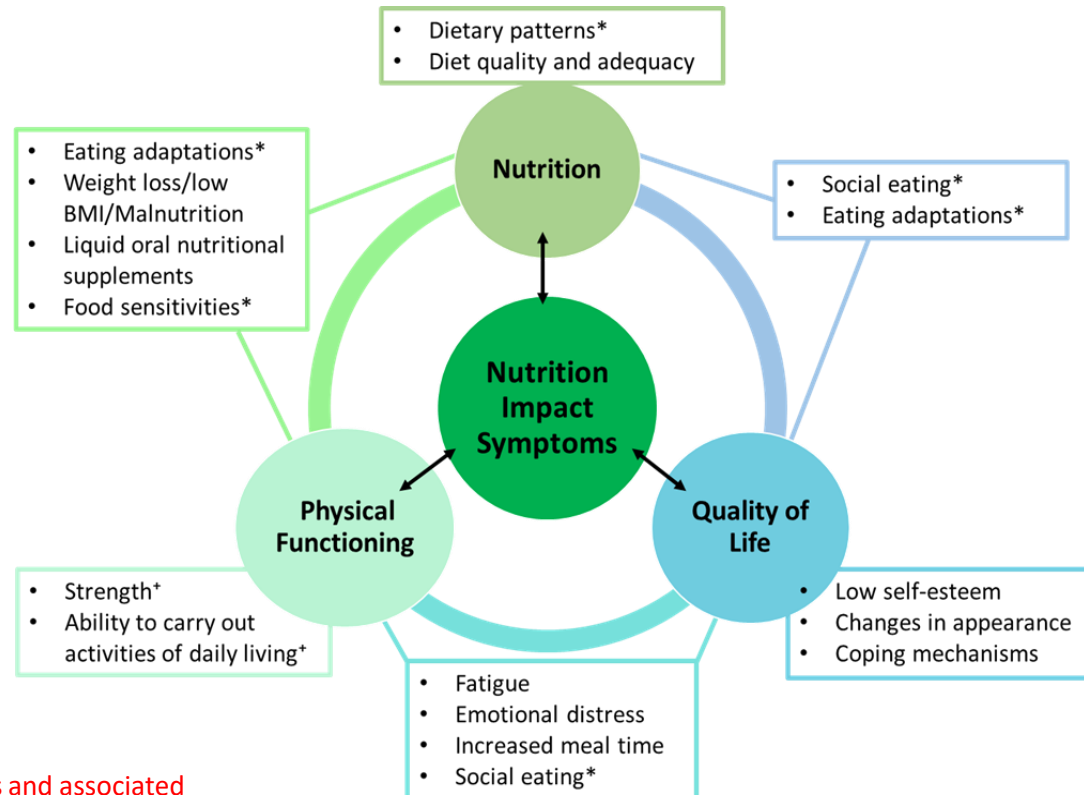 • Dietary patterns*
• Diet quality and adequacy
Nutrition
• Eating adaptations*
• Weight loss/low
BMI/Malnutrition
• Liquid oral nutritional
supplements
• Food sensitivities*
• Social eating*
• Eating adaptations*
Nutrition
Impact
Symptoms
Physical
Functioning
Quality of
Life
• Strength⁺
• Ability to carry out
activities of daily living⁺
• Low self-esteem
• Changes in appearance
• Coping mechanisms
• Fatigue
• Emotional distress
• Increased meal time
• Social eating*
s and associated